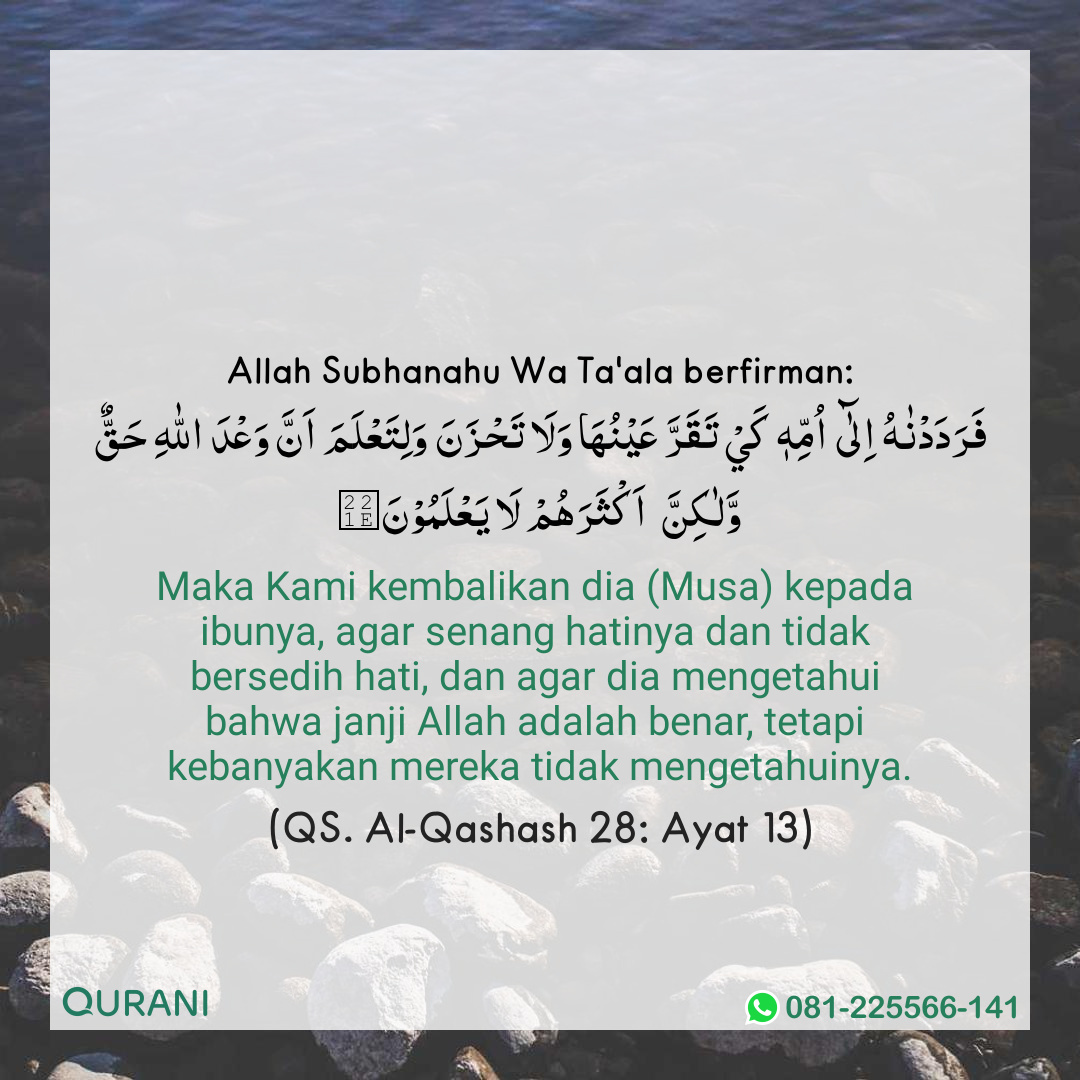 Allah Subhanahu Wa Ta'ala berfirman:
فَرَدَدْنٰهُ اِلٰٓى اُمِّهٖ كَيْ تَقَرَّ عَيْنُهَا وَلَا تَحْزَنَ وَلِتَعْلَمَ اَنَّ وَعْدَ اللّٰهِ حَقٌّ
وَّلٰـكِنَّ اَكْثَرَهُمْ لَا يَعْلَمُوْنَ
Maka Kami kembalikan dia (Musa) kepada
ibunya, agar senang hatinya dan tidak
bersedih hati, dan agar dia mengetahui
bahwa janji Allah adalah benar, tetapi
kebanyakan mereka tidak mengetahuinya.
(QS. Al-Qashash 28: Ayat 13)
QURANI
081-225566-141